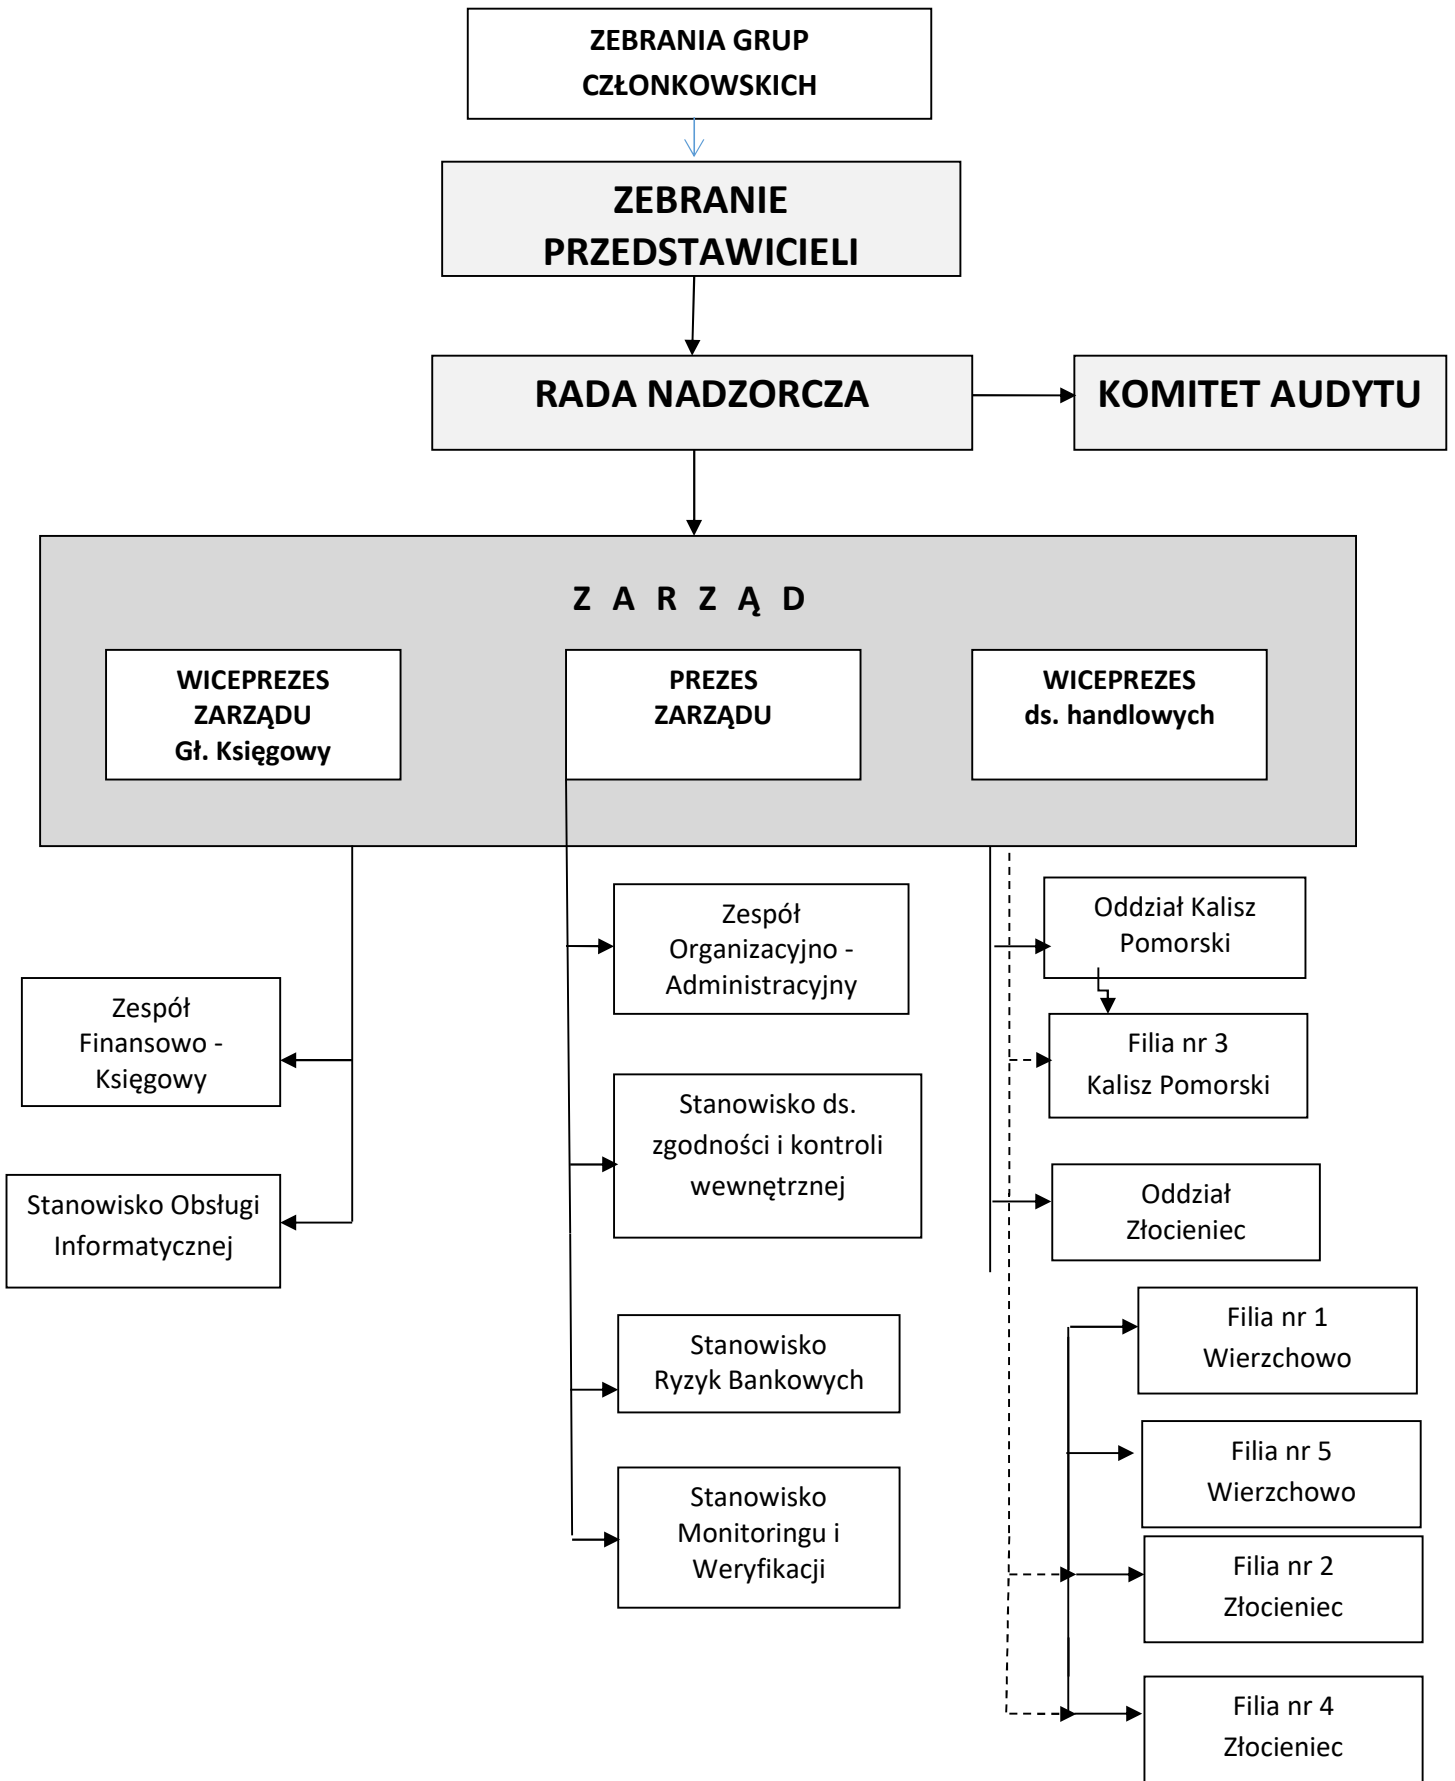 ZEBRANIA GRUP
CZŁONKOWSKICH
ZEBRANIE
PRZEDSTAWICIELI
RADA NADZORCZA
KOMITET AUDYTU
Z A R Z Ą D
WICEPREZES
ZARZĄDU
Gł. Księgowy
PREZES
ZARZĄDU
WICEPREZES
ds. handlowych
Zespół
Finansowo -
Księgowy
Stanowisko Obsługi
Informatycznej
Zespół
Organizacyjno -
Administracyjny
Stanowisko ds.
zgodności i kontroli
wewnętrznej
Stanowisko
Ryzyk Bankowych
Stanowisko
Monitoringu i
Weryfikacji
Oddział Kalisz
Pomorski
Filia nr 3
Kalisz Pomorski
Oddział
Złocieniec
Filia nr 1
Wierzchowo
Filia nr 5
Wierzchowo
Filia nr 2
Złocieniec
Filia nr 4
Złocieniec